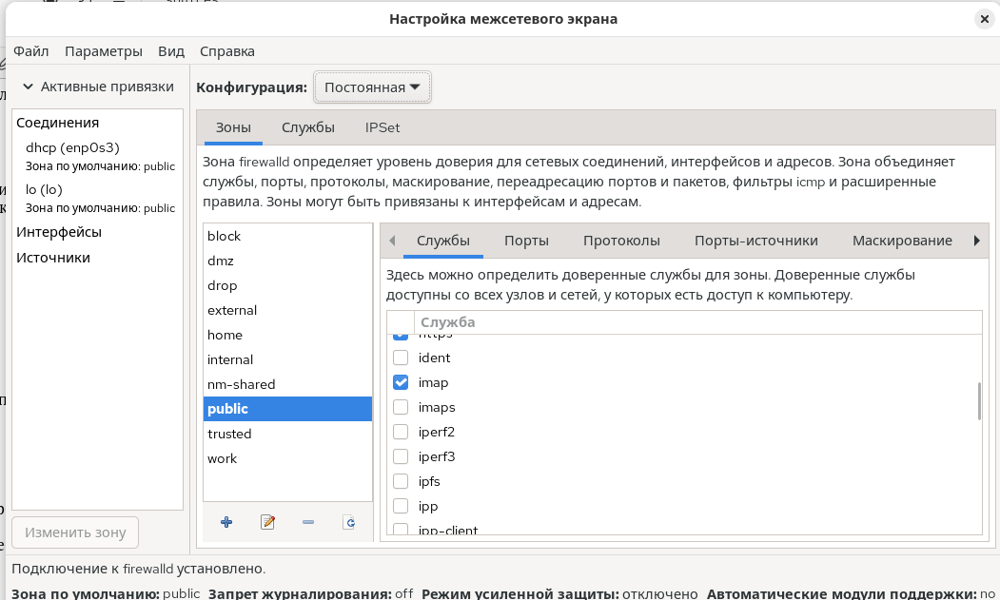 Настройка межсетевого экрана
Файл Параметры Вид Справка
Активные привязки
Соединения
dhcp (enp0s3)
Зона по умолчанию: public
lo (lo)
Зона по умолчанию: public
Интерфейсы
Источники
Изменить зону
Конфигурация: Постоянная
Зоны Службы IPSet
Зона firewalld определяет уровень доверия для сетевых соединений, интерфейсов и адресов. Зона объединяет
службы, порты, протоколы, маскирование, переадресацию портов и пакетов, фильтры icmp и расширенные
правила. Зоны могут быть привязаны к интерфейсам и адресам.
block
dmz
drop
external
home
internal
nm-shared
public
trusted
work
Службы Порты Протоколы Порты-источники Маскирование
Здесь можно определить доверенные службы для зоны. Доверенные службы
доступны со всех узлов и сетей, у которых есть доступ к компьютеру.
Служба
https
ident
imap
imaps
iperf2
iperf3
ipfs
ipp
ipp-client
Подключение к firewalld установлено.
Зона по умолчанию: public Запрет журналирования: off Режим усиленной защиты: отключено Автоматические модули поддержки: no